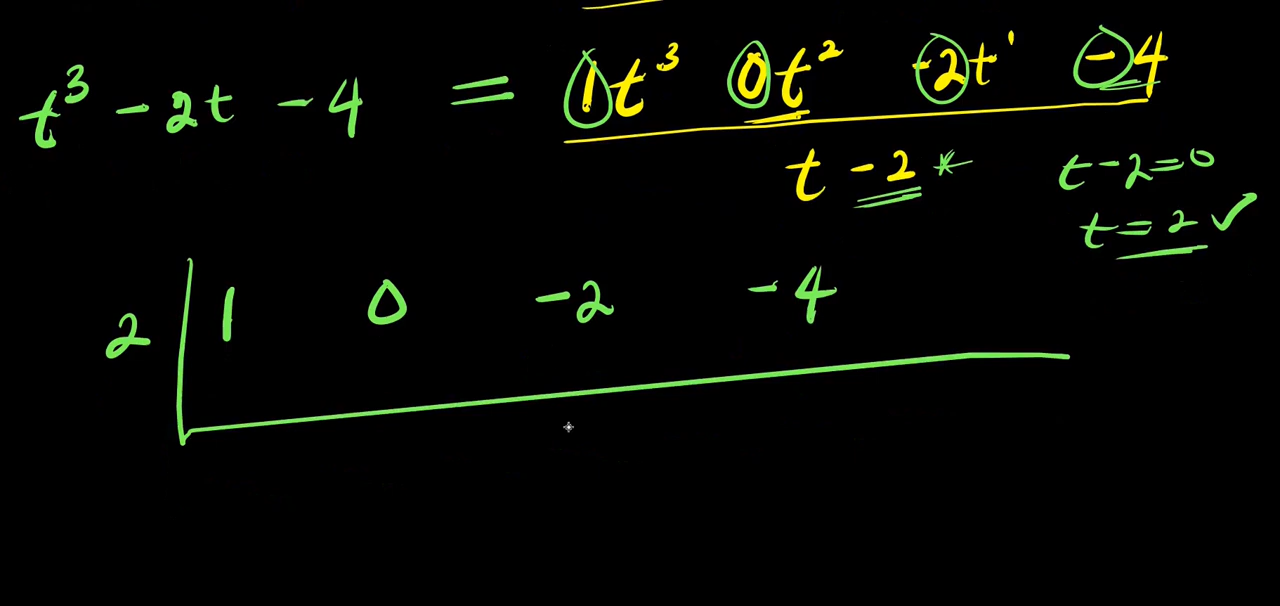 t³ - 2t - 4 = 1t³ 0t² -2t¹ -4
t - 2 *
t - 2 = 0
t = 2 ✓
2 | 1 0 -2 -4